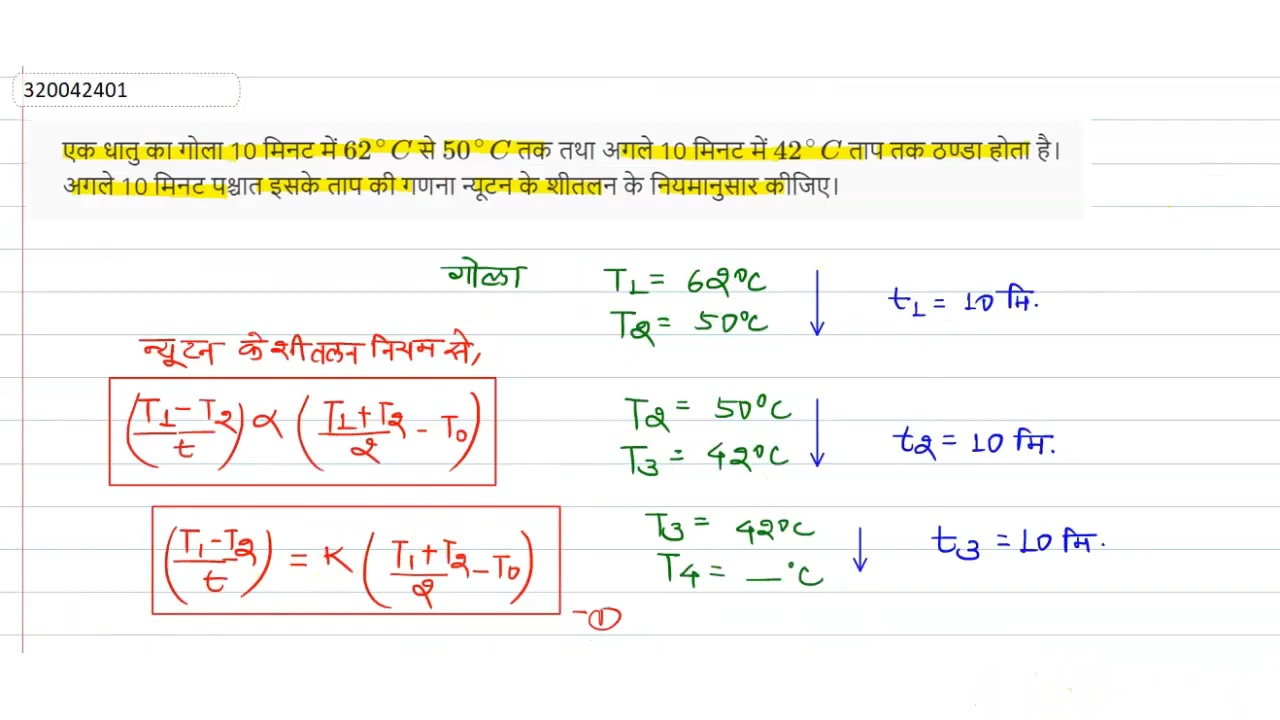 320042401
एक धातु का गोला 10 मिनट में 62°C से 50°C तक तथा अगले 10 मिनट में 42°C ताप तक ठण्डा होता है।
अगले 10 मिनट पश्चात इसके ताप की गणना न्यूटन के शीतलन के नियमानुसार कीजिए।
गोला T1 = 62°C t1 = 10 मि.
T2 = 50°C
न्यूटन के शीतलन नियम से,
((T1-T2)/t) ∝ ((T1+T2)/2 - T0)
T2 = 50°C t2 = 10 मि.
T3 = 42°C
((T1-T2)/t) = K ((T1+T2)/2 - T0) -①
T3 = 42°C t3 = 10 मि.
T4 = __°C